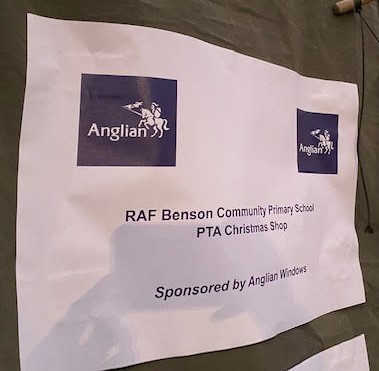 Anglian
Anglian
RAF Benson Community Primary School
PTA Christmas Shop
Sponsored by Anglian Windows